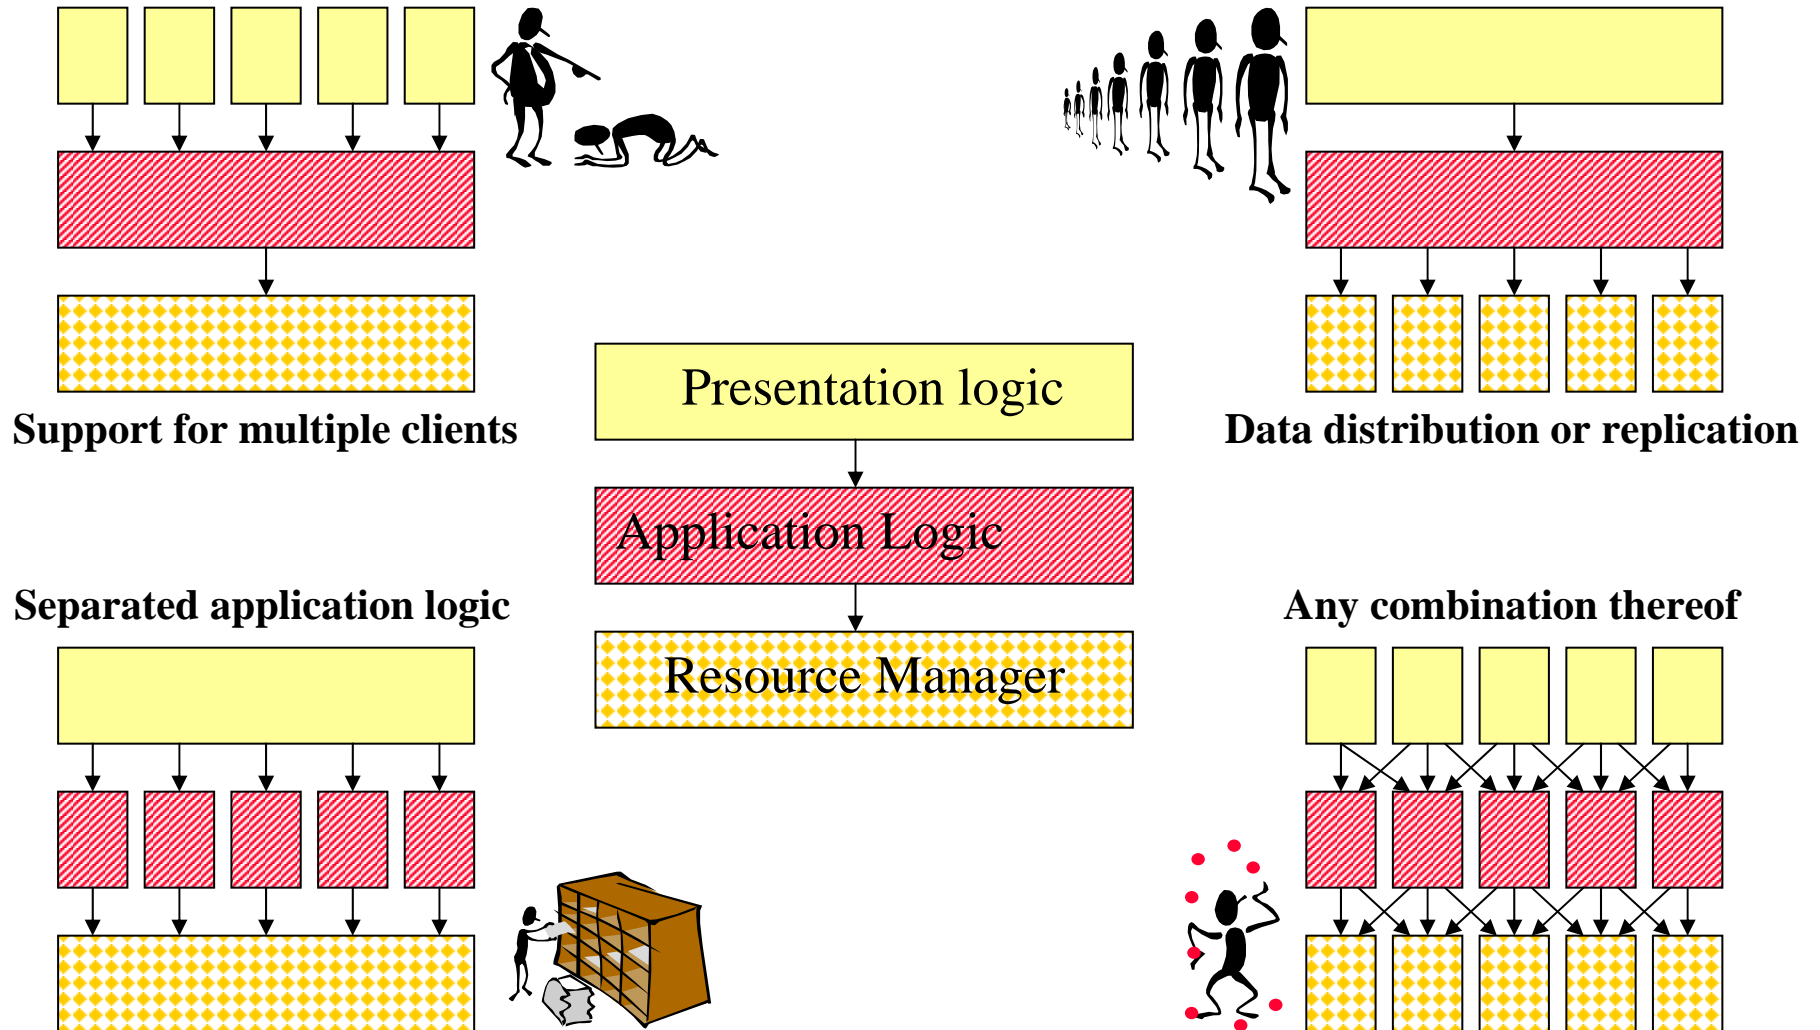 Support for multiple clients
Data distribution or replication
Presentation logic
Application Logic
Resource Manager
Separated application logic
Any combination thereof